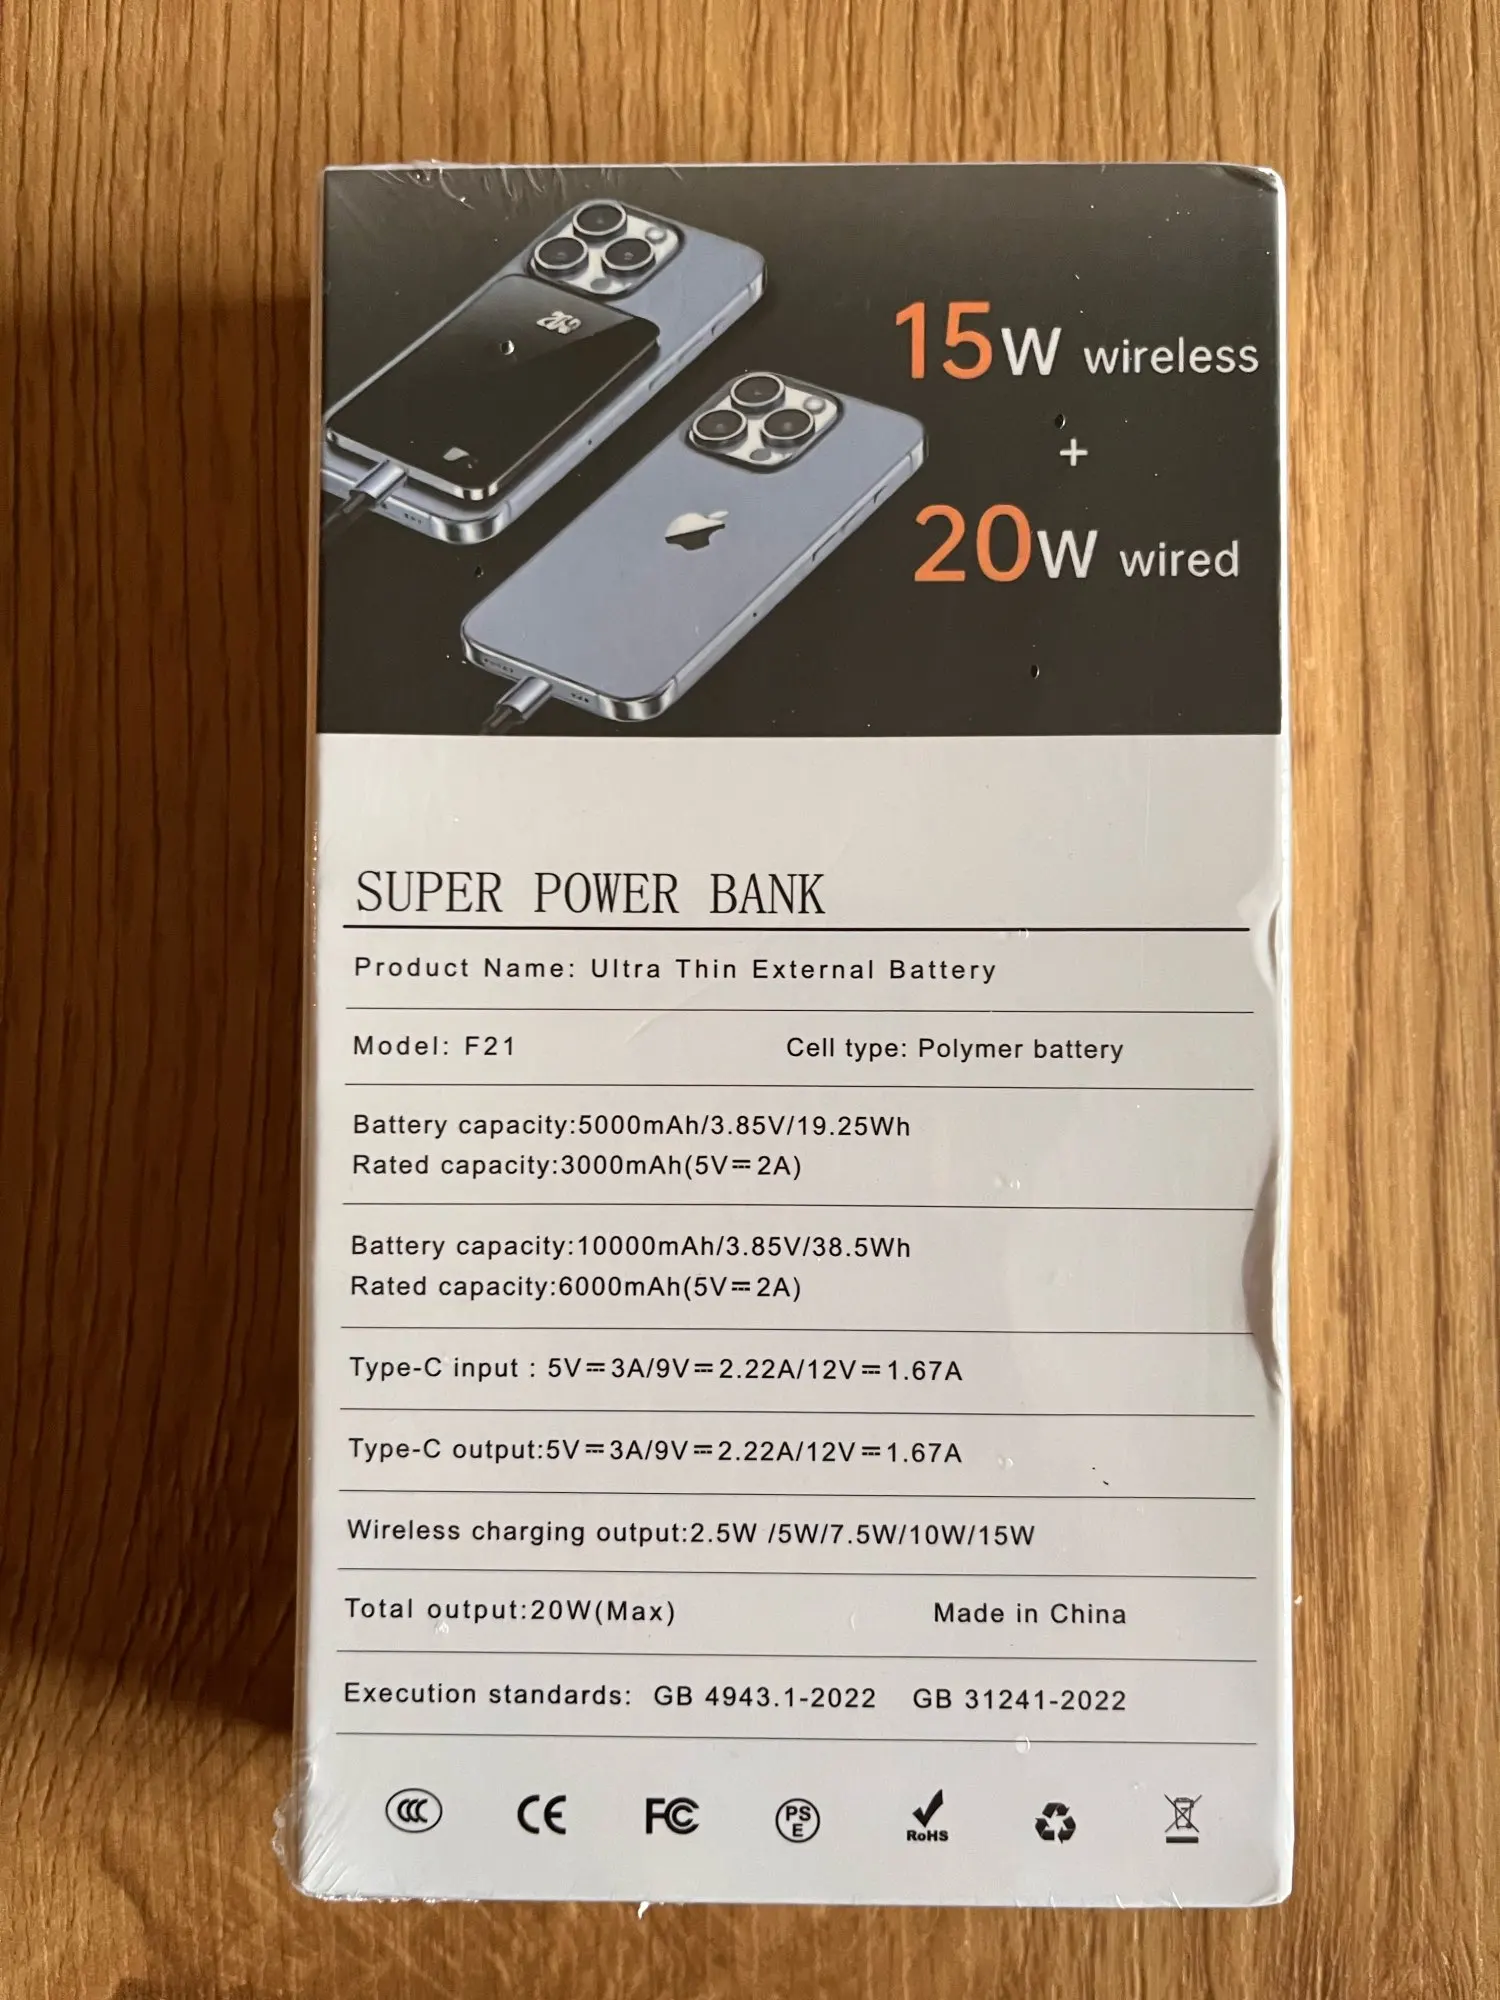 15W wireless
+
20W wired
SUPER POWER BANK
Product Name: Ultra Thin External Battery
Model: F21 Cell type: Polymer battery
Battery capacity:5000mAh/3.85V/19.25Wh
Rated capacity:3000mAh(5V⎓2A)
Battery capacity:10000mAh/3.85V/38.5Wh
Rated capacity:6000mAh(5V⎓2A)
Type-C input : 5V⎓3A/9V⎓2.22A/12V⎓1.67A
Type-C output:5V⎓3A/9V⎓2.22A/12V⎓1.67A
Wireless charging output:2.5W /5W/7.5W/10W/15W
Total output:20W(Max) Made in China
Execution standards: GB 4943.1-2022 GB 31241-2022
CCC CE FC PSE RoHS